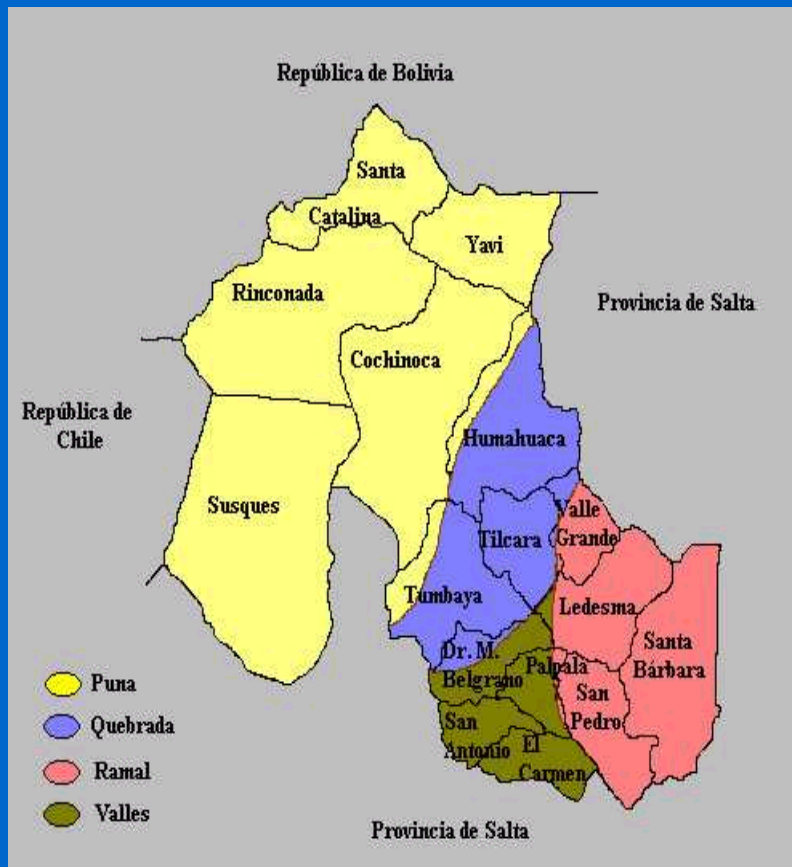 República de Bolivia
Santa
Catalina
Yavi
Rinconada
Provincia de Salta
Cochinoca
República de
Chile
Humahuaca
Susques
Valle
Grande
Tilcara
Tumbaya
Ledesma
Dr. M.
Belgrano
Palpalá
Santa
Bárbara
San
Pedro
San
Antonio
El
Carmen
Puna
Quebrada
Ramal
Valles
Provincia de Salta